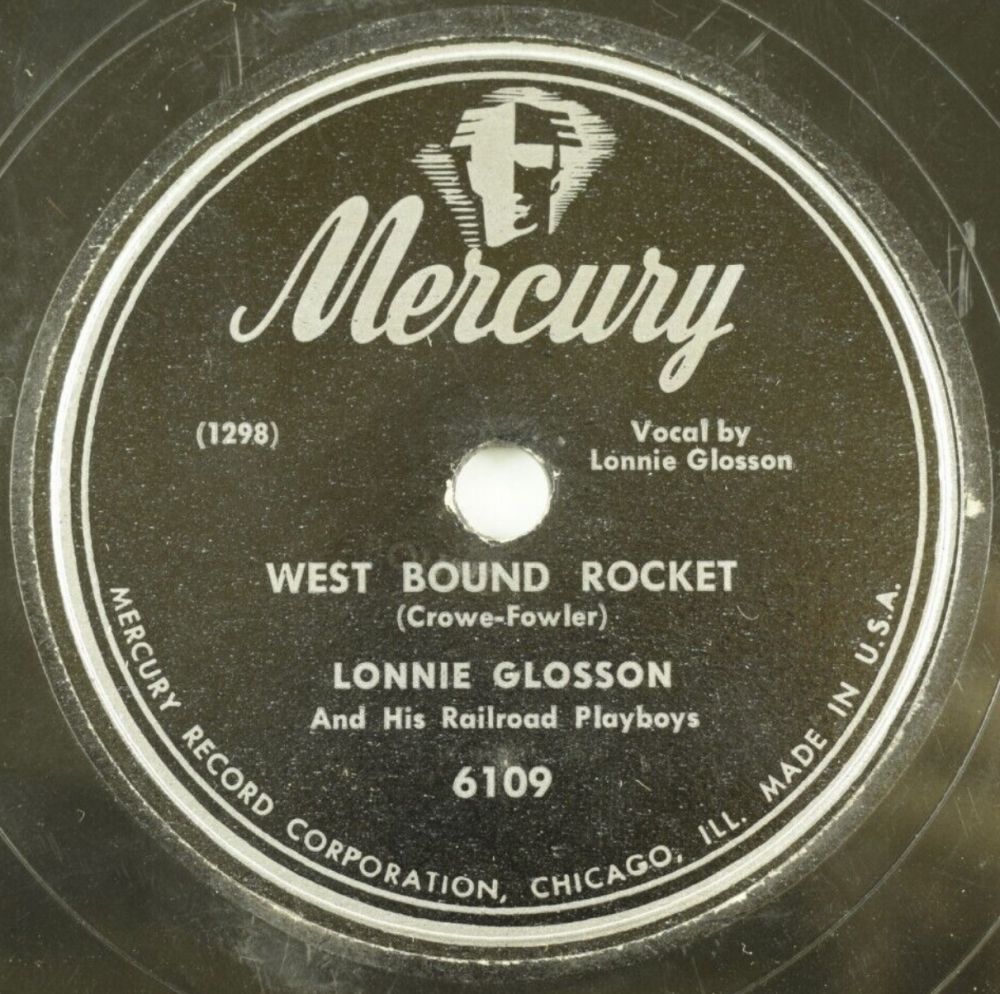 Mercury
(1298)
Vocal by
Lonnie Glosson
WEST BOUND ROCKET
(Crowe-Fowler)
LONNIE GLOSSON
And His Railroad Playboys
6109
MERCURY RECORD CORPORATION, CHICAGO, ILL. MADE IN U.S.A.